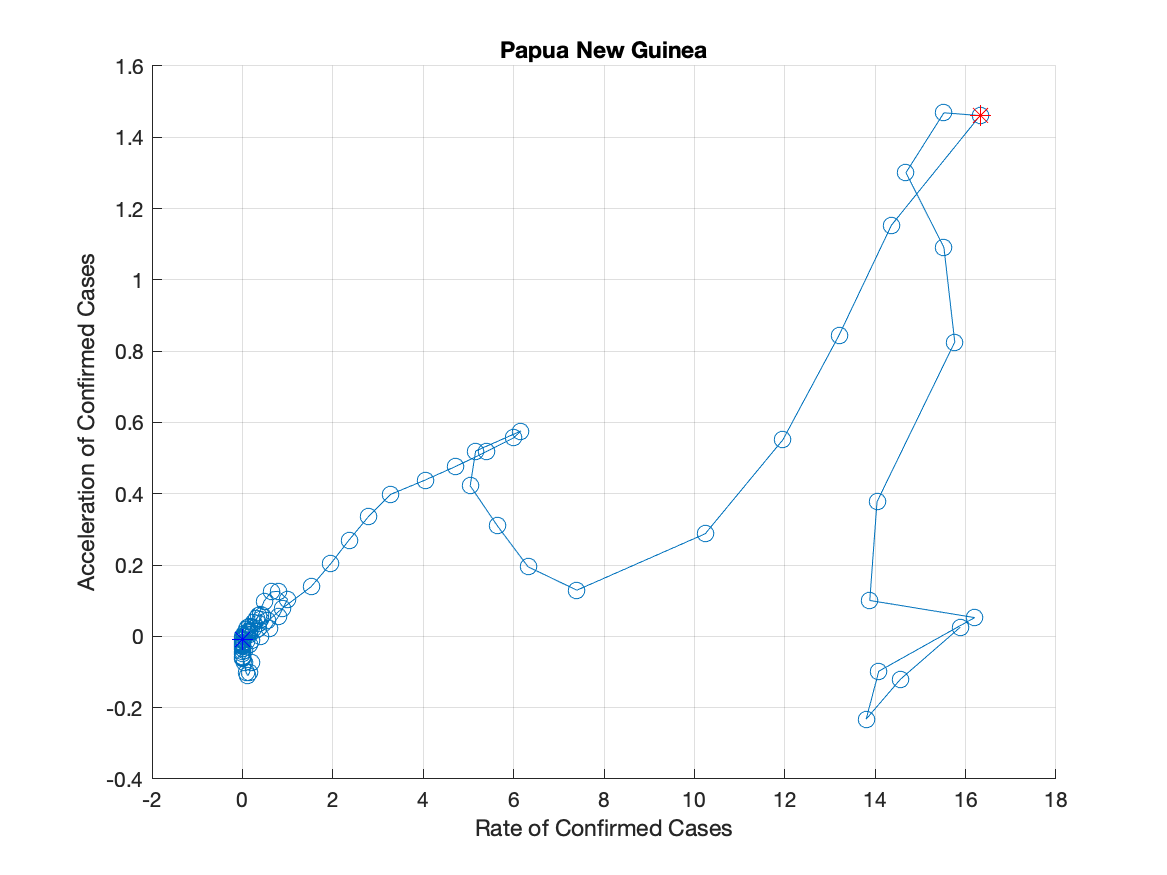 Papua New Guinea
1.6
1.4
1.2
1
0.8
0.6
0.4
0.2
0
-0.2
-0.4
Acceleration of Confirmed Cases
-2 0 2 4 6 8 10 12 14 16 18
Rate of Confirmed Cases